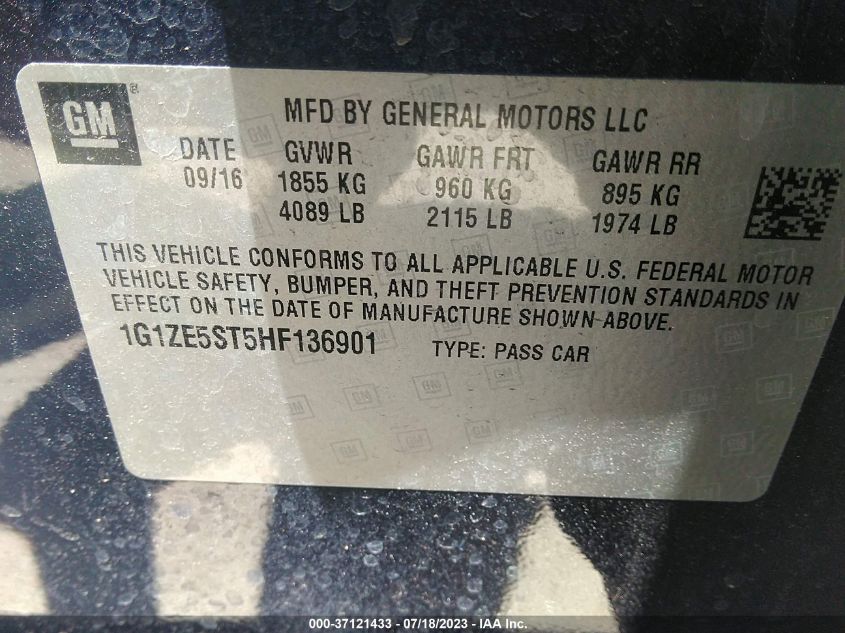 GM
MFD BY GENERAL MOTORS LLC
DATE GVWR GAWR FRT GAWR RR
09/16 1855 KG 960 KG 895 KG
4089 LB 2115 LB 1974 LB
THIS VEHICLE CONFORMS TO ALL APPLICABLE U.S. FEDERAL MOTOR
VEHICLE SAFETY, BUMPER, AND THEFT PREVENTION STANDARDS IN
EFFECT ON THE DATE OF MANUFACTURE SHOWN ABOVE.
1G1ZE5ST5HF136901 TYPE: PASS CAR
000-37121433 - 07/18/2023 - IAA Inc.